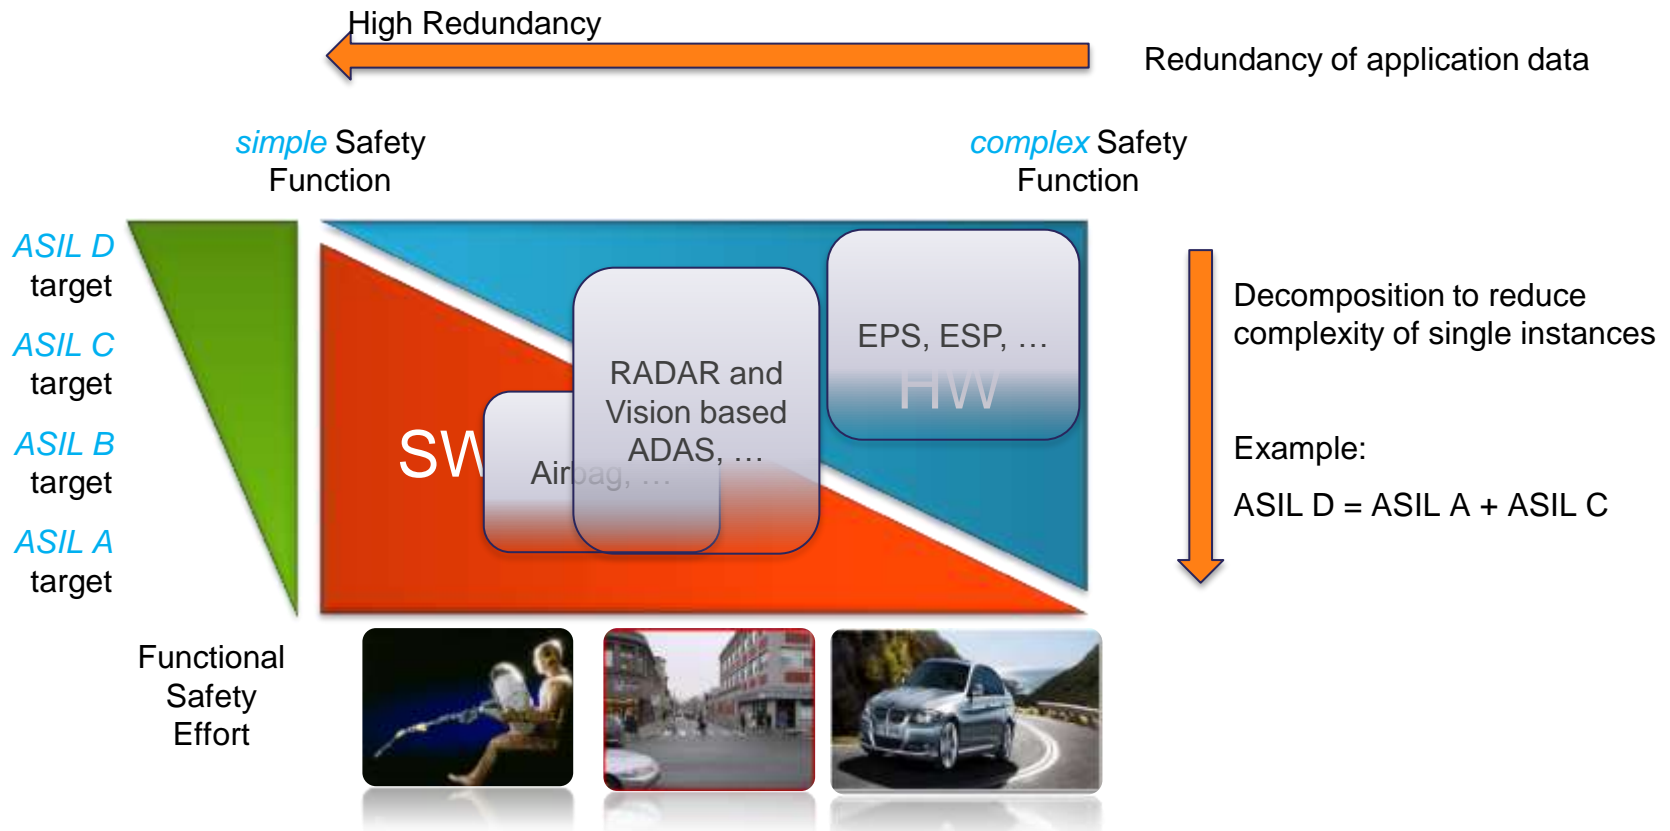 High Redundancy
Redundancy of application data
simple Safety
Function
complex Safety
Function
ASIL D
target
ASIL C
target
ASIL B
target
ASIL A
target
SW
Airbag, …
RADAR and
Vision based
ADAS, …
EPS, ESP, …
HW
Decomposition to reduce
complexity of single instances
Example:
ASIL D = ASIL A + ASIL C
Functional
Safety
Effort